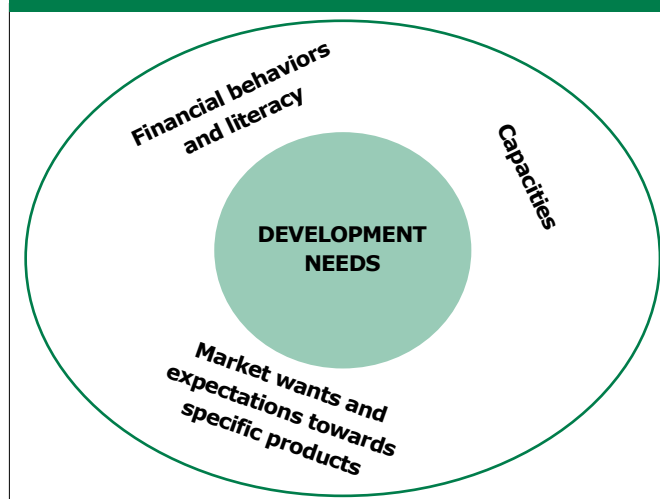 Financial behaviors
and literacy
Capacities
DEVELOPMENT
NEEDS
Market wants and
expectations towards
specific products